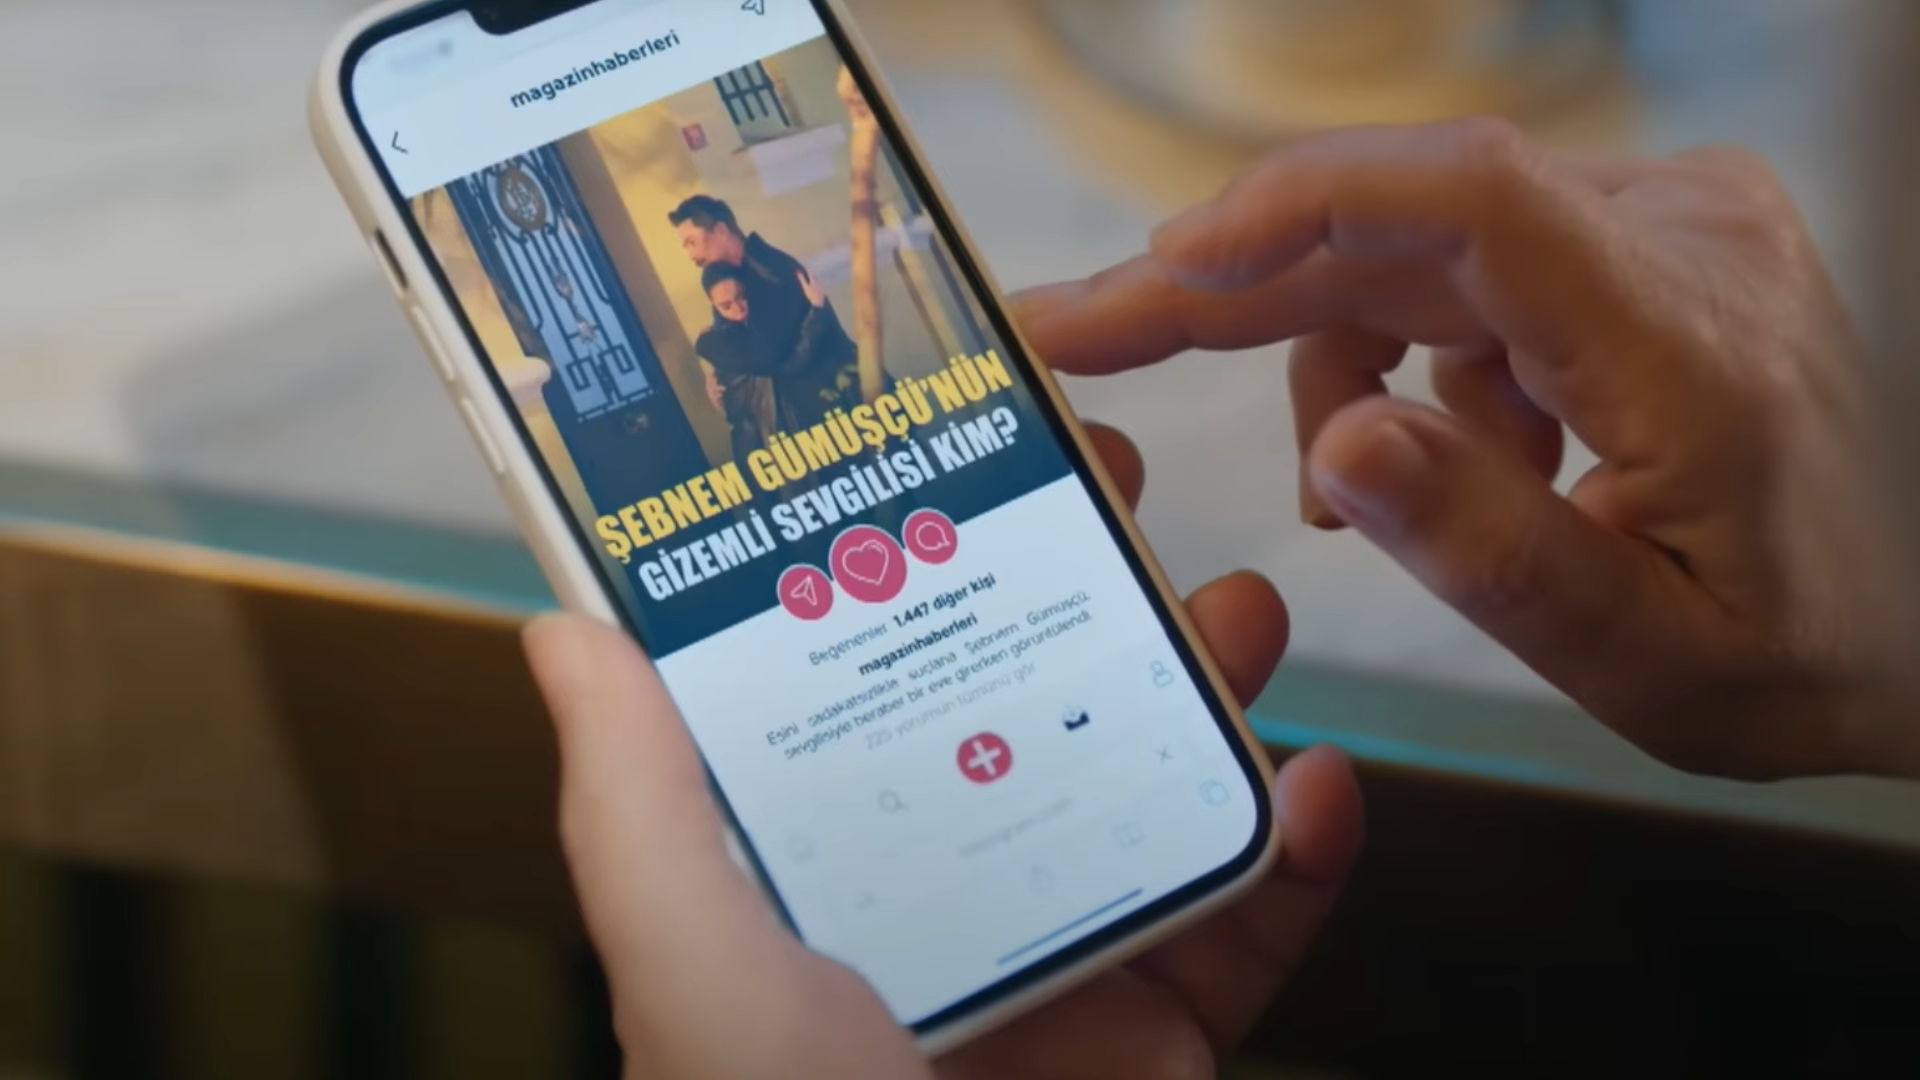 magazinhaberleri
ŞEBNEM GÜMÜŞÇÜ'NÜN
GİZEMLİ SEVGİLİSİ KİM?
Beğenenler 1.447 diğer kişi
magazinhaberleri
Eşini sadakatsizlikle suçlana Şebnem Gümüşçü,
sevgilisiyle beraber bir eve girerken görüntülendi.
225 yorumun tümünü gör